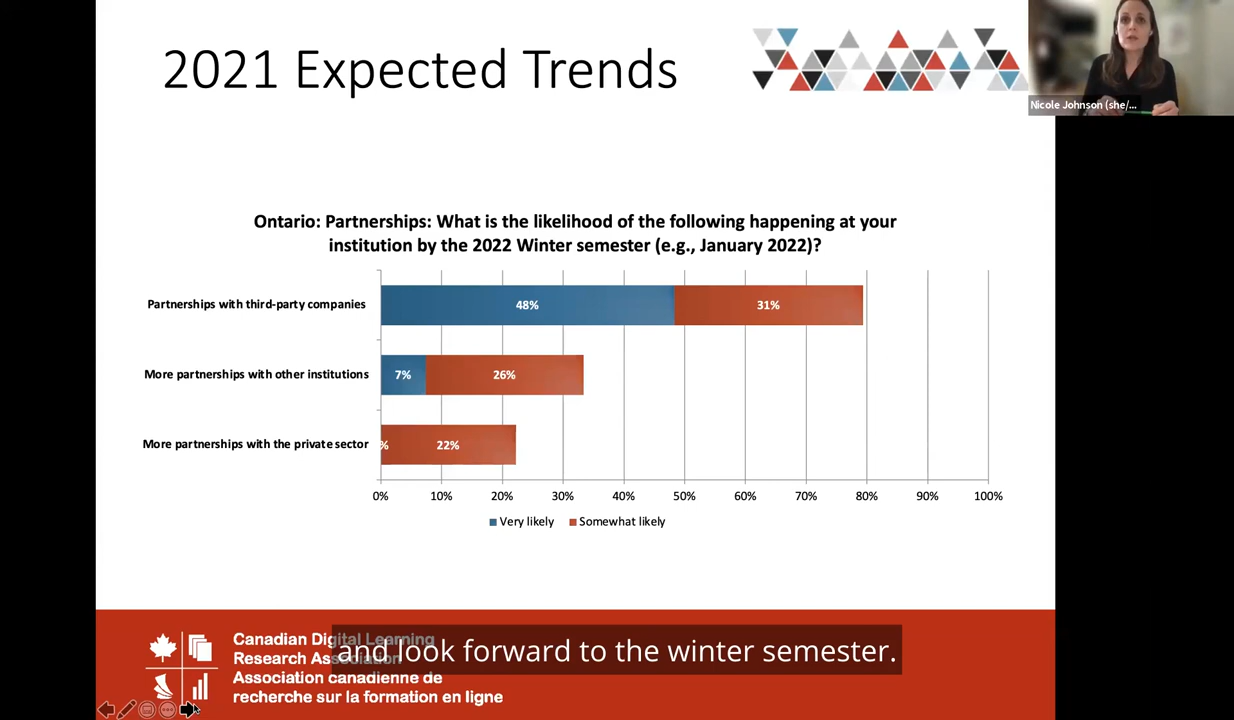 2021 Expected Trends
Nicole Johnson (she/...
Ontario: Partnerships: What is the likelihood of the following happening at your
institution by the 2022 Winter semester (e.g., January 2022)?
Partnerships with third-party companies
48%
31%
More partnerships with other institutions
7%
26%
More partnerships with the private sector
%
22%
0%
10%
20%
30%
40%
50%
60%
70%
80%
90%
100%
Very likely
Somewhat likely
Canadian Digital Learning
Research Association
Association canadienne de
recherche sur la formation en ligne
and look forward to the winter semester.